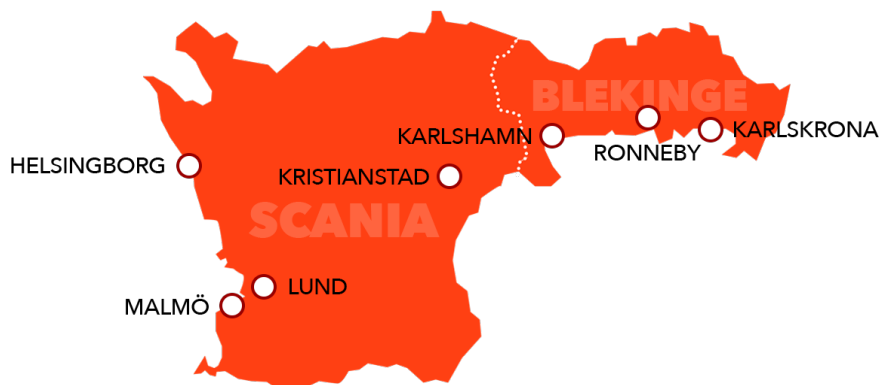 BLEKINGE
KARLSHAMN
KARLSKRONA
RONNEBY
HELSINGBORG
KRISTIANSTAD
SCANIA
LUND
MALMÖ